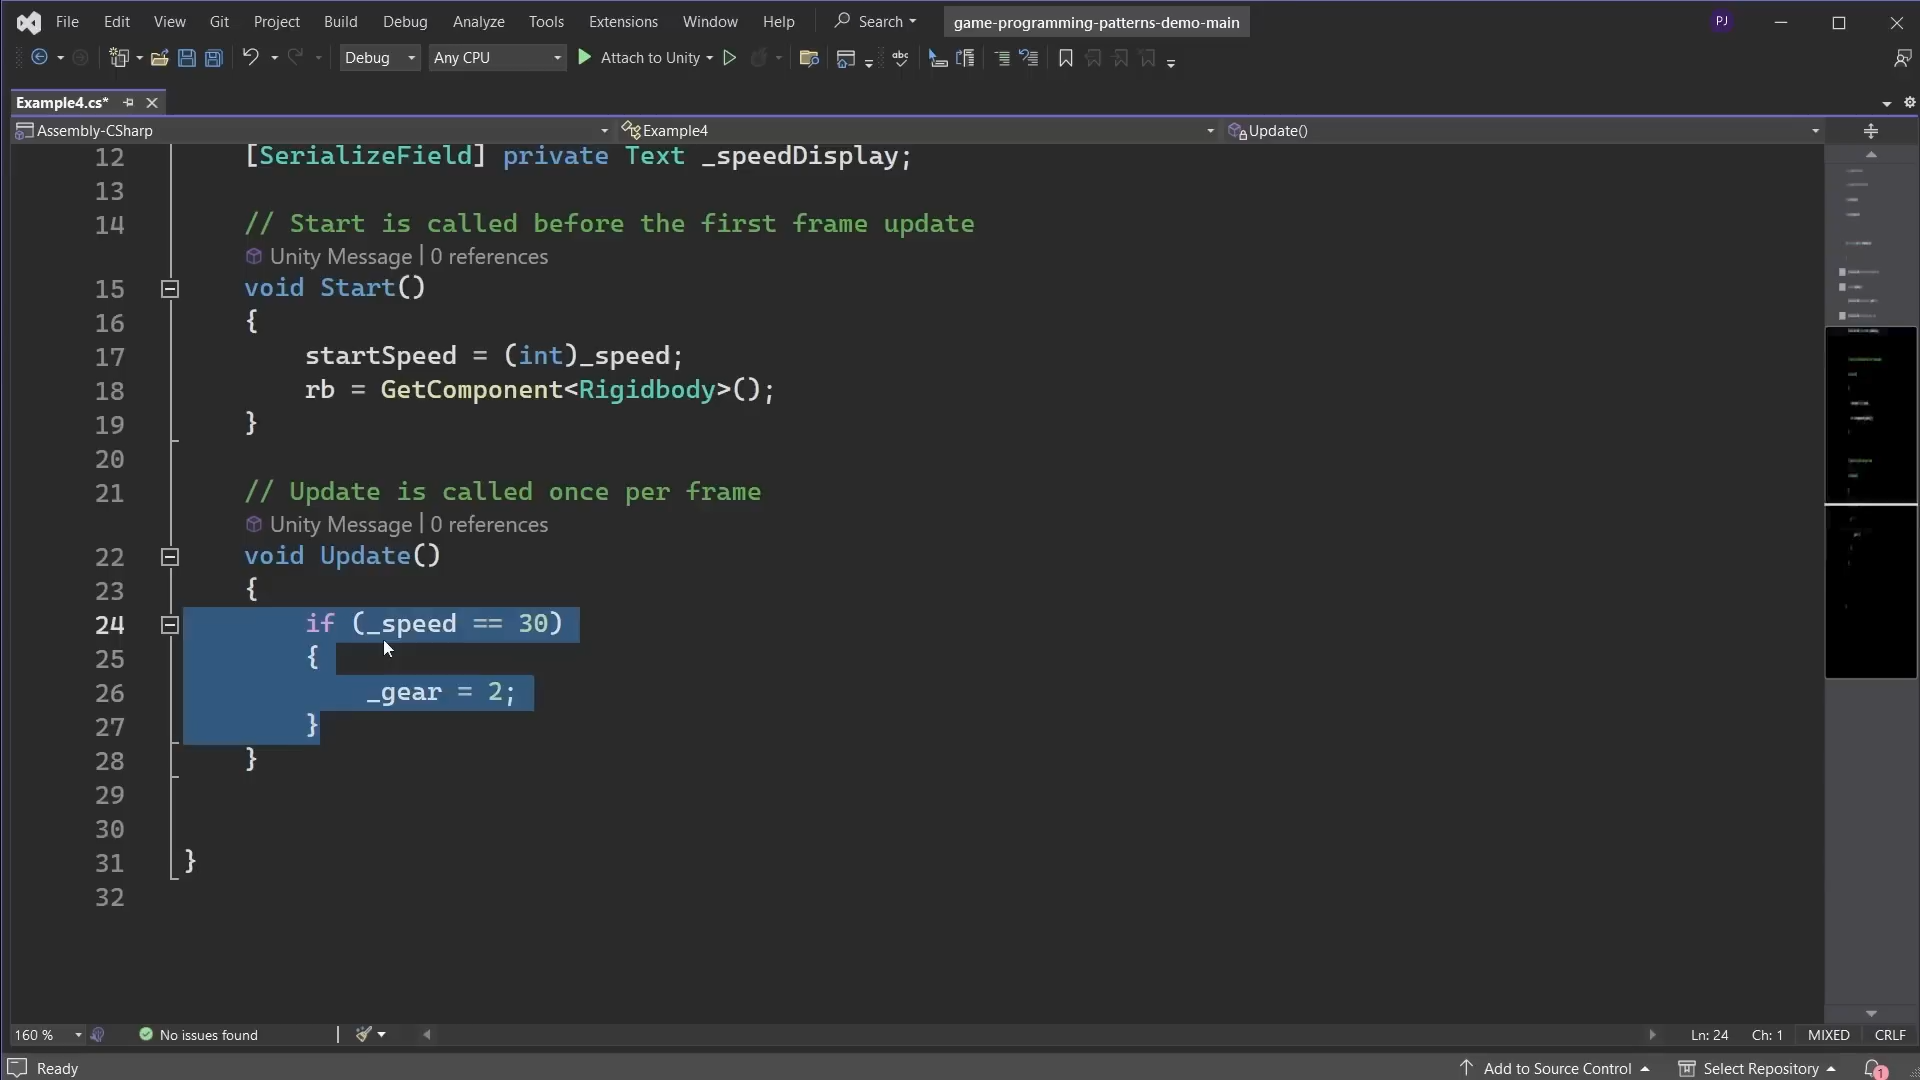 File Edit View Git Project Build Debug Test Analyze Tools Extensions Window Help Search game-programming-patterns-demo-main PJ
Debug Any CPU Attach to Unity abc
Example4.cs*
Assembly-CSharp Example4 Update()
12 [SerializeField] private Text _speedDisplay;
13
14 // Start is called before the first frame update
Unity Message | 0 references
15 void Start()
16 {
17 startSpeed = (int)_speed;
18 rb = GetComponent<Rigidbody>();
19 }
20
21 // Update is called once per frame
Unity Message | 0 references
22 void Update()
23 {
24 if (_speed == 30)
25 {
26 _gear = 2;
27 }
28 }
29
30
31 }
32
160 % No issues found Ln: 24 Ch: 1 MIXED CRLF
Ready Add to Source Control Select Repository 1